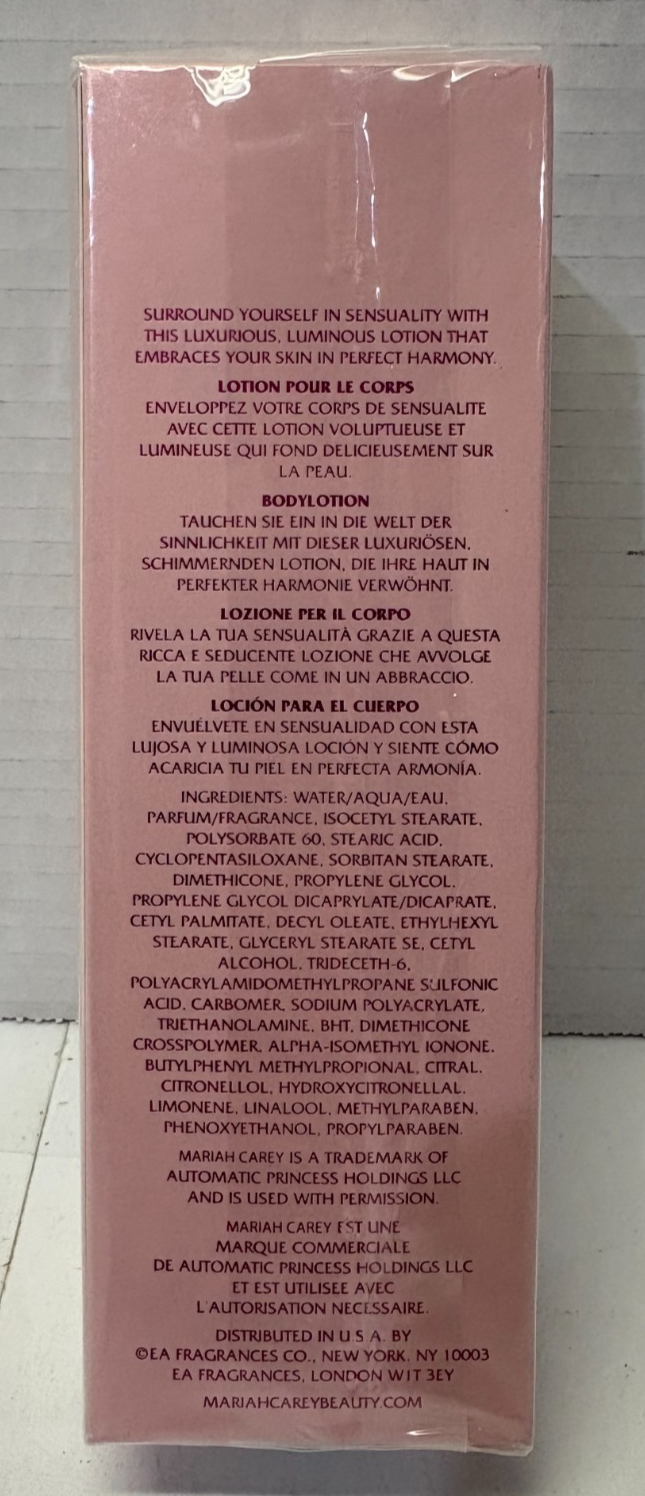 SURROUND YOURSELF IN SENSUALITY WITH
THIS LUXURIOUS, LUMINOUS LOTION THAT
EMBRACES YOUR SKIN IN PERFECT HARMONY.
LOTION POUR LE CORPS
ENVELOPPEZ VOTRE CORPS DE SENSUALITE
AVEC CETTE LOTION VOLUPTUEUSE ET
LUMINEUSE QUI FOND DELICIEUSEMENT SUR
LA PEAU.
BODYLOTION
TAUCHEN SIE EIN IN DIE WELT DER
SINNLICHKEIT MIT DIESER LUXURIÖSEN,
SCHIMMERNDEN LOTION, DIE IHRE HAUT IN
PERFEKTER HARMONIE VERWÖHNT.
LOZIONE PER IL CORPO
RIVELA LA TUA SENSUALITÀ GRAZIE A QUESTA
RICCA E SEDUCENTE LOZIONE CHE AVVOLGE
LA TUA PELLE COME IN UN ABBRACCIO.
LOCIÓN PARA EL CUERPO
ENVUÉLVETE EN SENSUALIDAD CON ESTA
LUJOSA Y LUMINOSA LOCIÓN Y SIENTE CÓMO
ACARICIA TU PIEL EN PERFECTA ARMONÍA.
INGREDIENTS: WATER/AQUA/EAU,
PARFUM/FRAGRANCE, ISOCETYL STEARATE,
POLYSORBATE 60, STEARIC ACID,
CYCLOPENTASILOXANE, SORBITAN STEARATE,
DIMETHICONE, PROPYLENE GLYCOL,
PROPYLENE GLYCOL DICAPRYLATE/DICAPRATE,
CETYL PALMITATE, DECYL OLEATE, ETHYLHEXYL
STEARATE, GLYCERYL STEARATE SE, CETYL
ALCOHOL, TRIDECETH-6,
POLYACRYLAMIDOMETHYLPROPANE SULFONIC
ACID, CARBOMER, SODIUM POLYACRYLATE,
TRIETHANOLAMINE, BHT, DIMETHICONE
CROSSPOLYMER, ALPHA-ISOMETHYL IONONE,
BUTYLPHENYL METHYLPROPIONAL, CITRAL,
CITRONELLOL, HYDROXYCITRONELLAL,
LIMONENE, LINALOOL, METHYLPARABEN,
PHENOXYETHANOL, PROPYLPARABEN.
MARIAH CAREY IS A TRADEMARK OF
AUTOMATIC PRINCESS HOLDINGS LLC
AND IS USED WITH PERMISSION.
MARIAH CAREY EST UNE
MARQUE COMMERCIALE
DE AUTOMATIC PRINCESS HOLDINGS LLC
ET EST UTILISEE AVEC
L'AUTORISATION NECESSAIRE.
DISTRIBUTED IN U.S.A. BY
©EA FRAGRANCES CO., NEW YORK, NY 10003
EA FRAGRANCES, LONDON W1T 3EY
MARIAHCAREYBEAUTY.COM